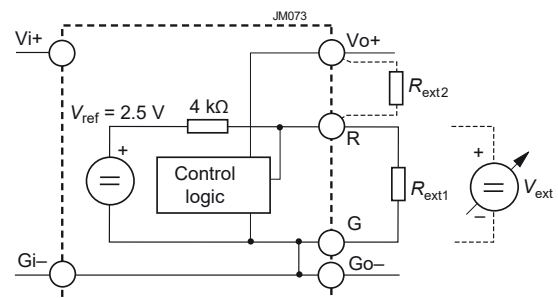 JM073
Vi+
Vo+
Rext2
Vref = 2.5 V
4 kΩ
R
+
Control
logic
Rext1
+
Vext
–
G
Gi–
Go–